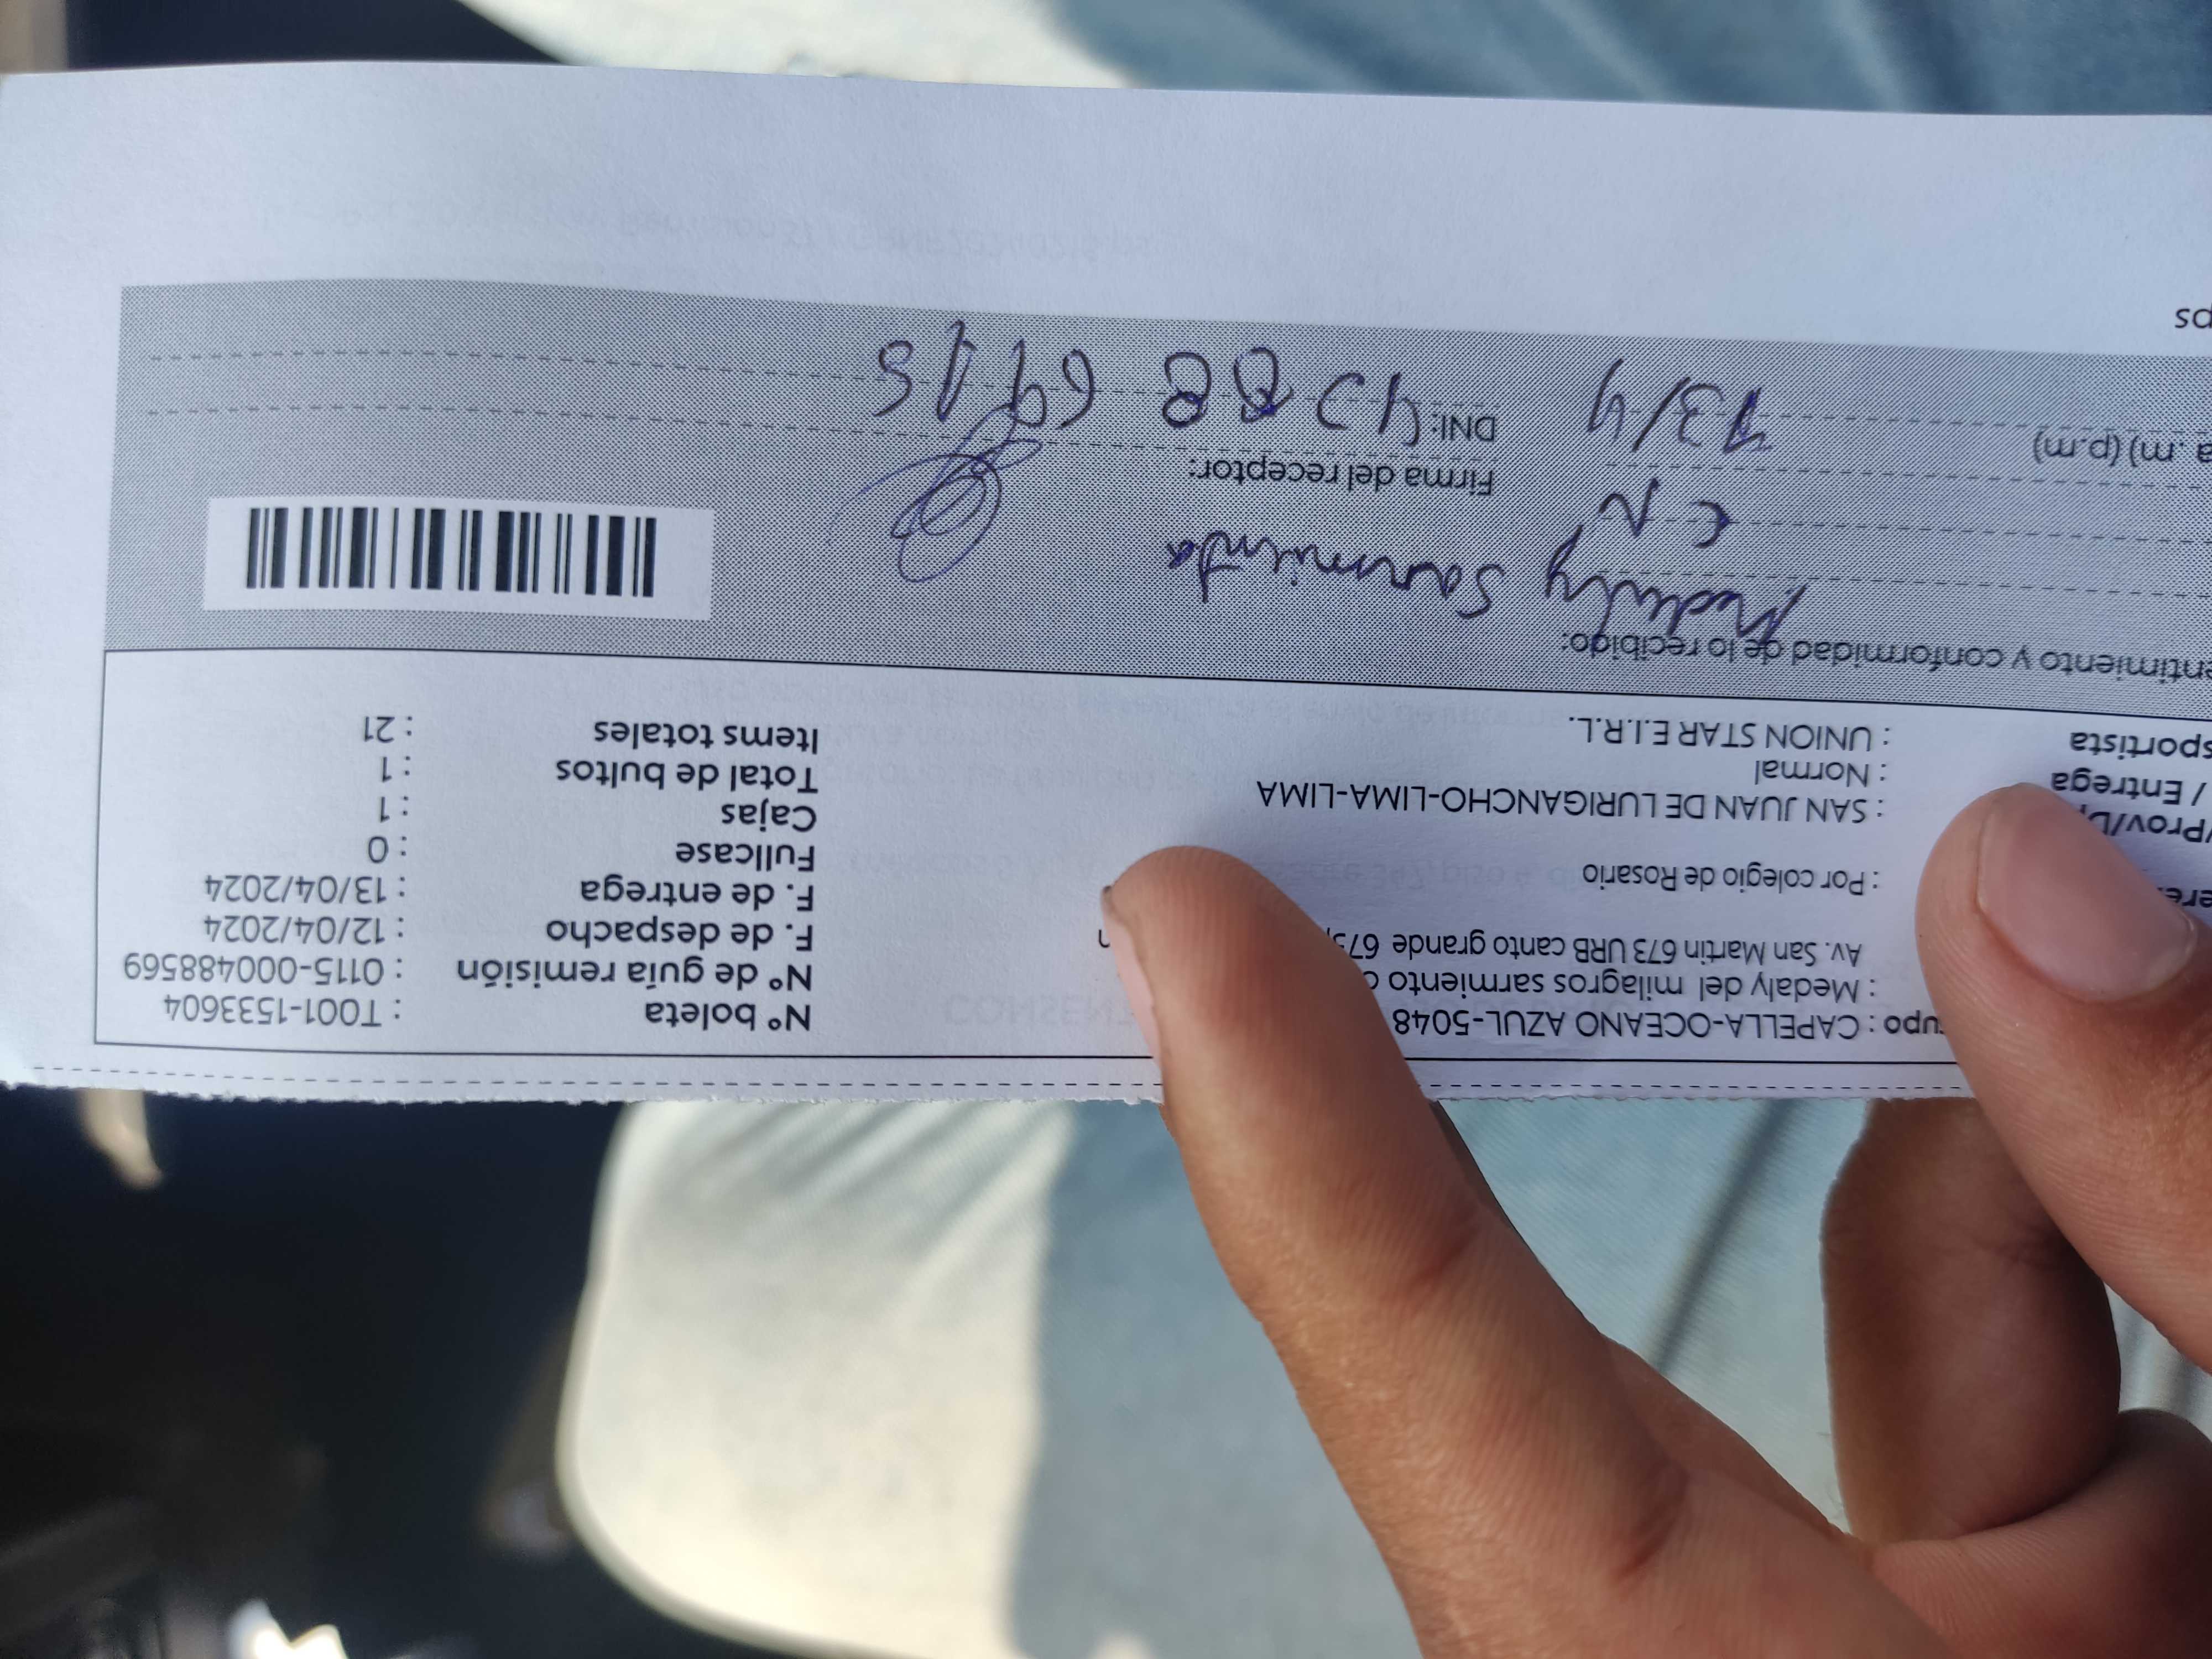 upo : CAPELLA-OCEANO AZUL-5048
: Medaly del milagros sarmiento
Av. San Martin 673 URB canto grande 673,
: Por colegio de Rosario
/Prov/D : SAN JUAN DE LURIGANCHO-LIMA-LIMA
/ Entrega : Normal
sportista : UNION STAR E.I.R.L.
N° boleta : T001-1533604
N° de guía remisión : 0115-000488569
F. de despacho : 12/04/2024
F. de entrega : 13/04/2024
Fullcase : 0
Cajas : 1
Total de bultos : 1
Items totales : 21
entimiento y conformidad de lo recibido:
Medaly Sarmiento
Firma del receptor:
a .m) (p.m) 13/4
DNI:
ps